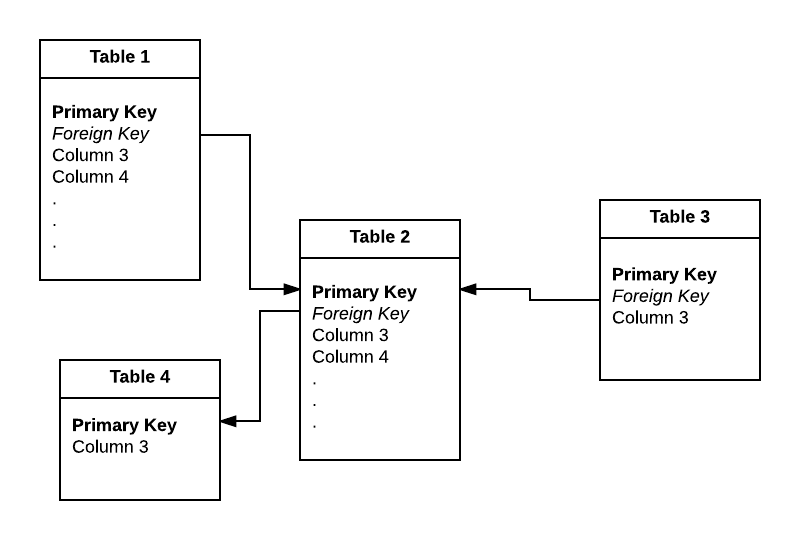 Table 1
Primary Key
Foreign Key
Column 3
Column 4
.
.
.
Table 2
Primary Key
Foreign Key
Column 3
Column 4
.
.
.
Table 3
Primary Key
Foreign Key
Column 3
Table 4
Primary Key
Column 3